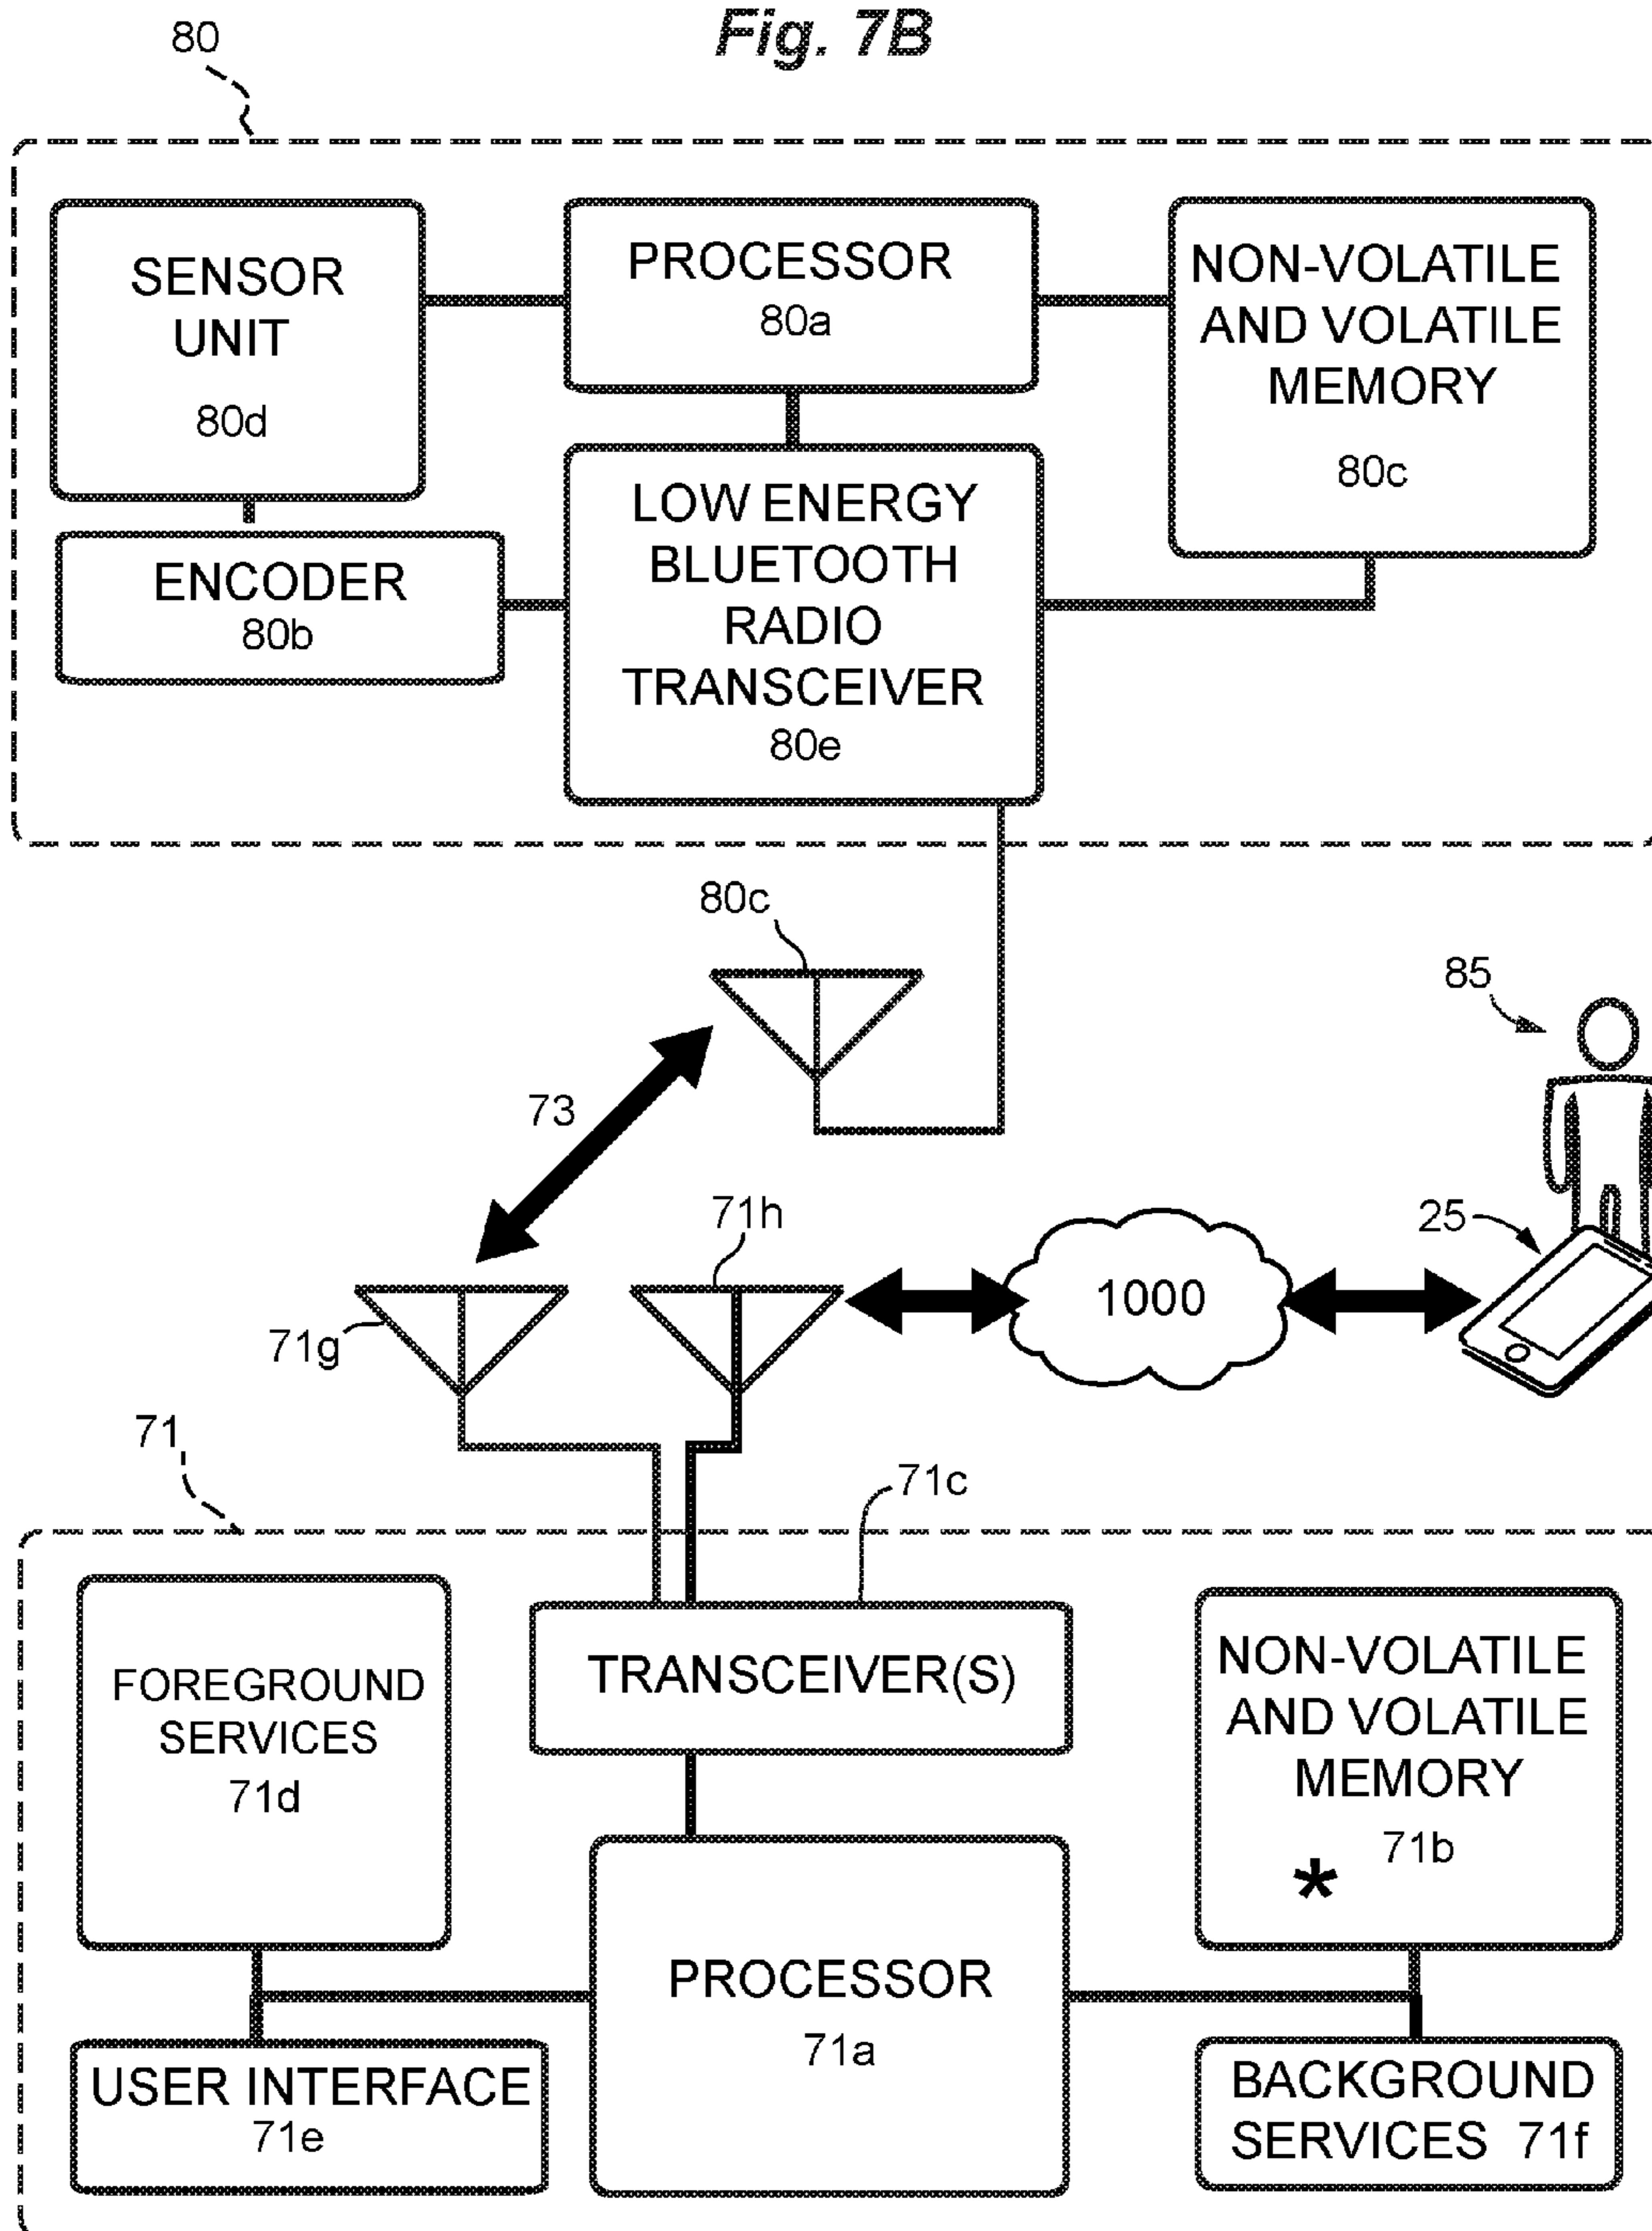 Fig. 7B
80
SENSOR
UNIT
80d
PROCESSOR
80a
NON-VOLATILE
AND VOLATILE
MEMORY
80c
ENCODER
80b
LOW ENERGY
BLUETOOTH
RADIO
TRANSCEIVER
80e
80c
85
73
71h
25
1000
71g
71
71c
FOREGROUND
SERVICES
71d
TRANSCEIVER(S)
NON-VOLATILE
AND VOLATILE
MEMORY
71b
*
PROCESSOR
71a
USER INTERFACE
71e
BACKGROUND
SERVICES 71f